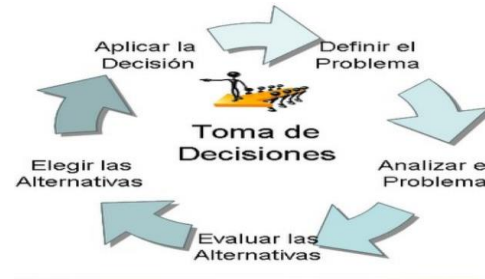 Aplicar la
Decisión
Definir el
Problema
Toma de
Decisiones
Elegir las
Alternativas
Analizar e
Problema
Evaluar las
Alternativas